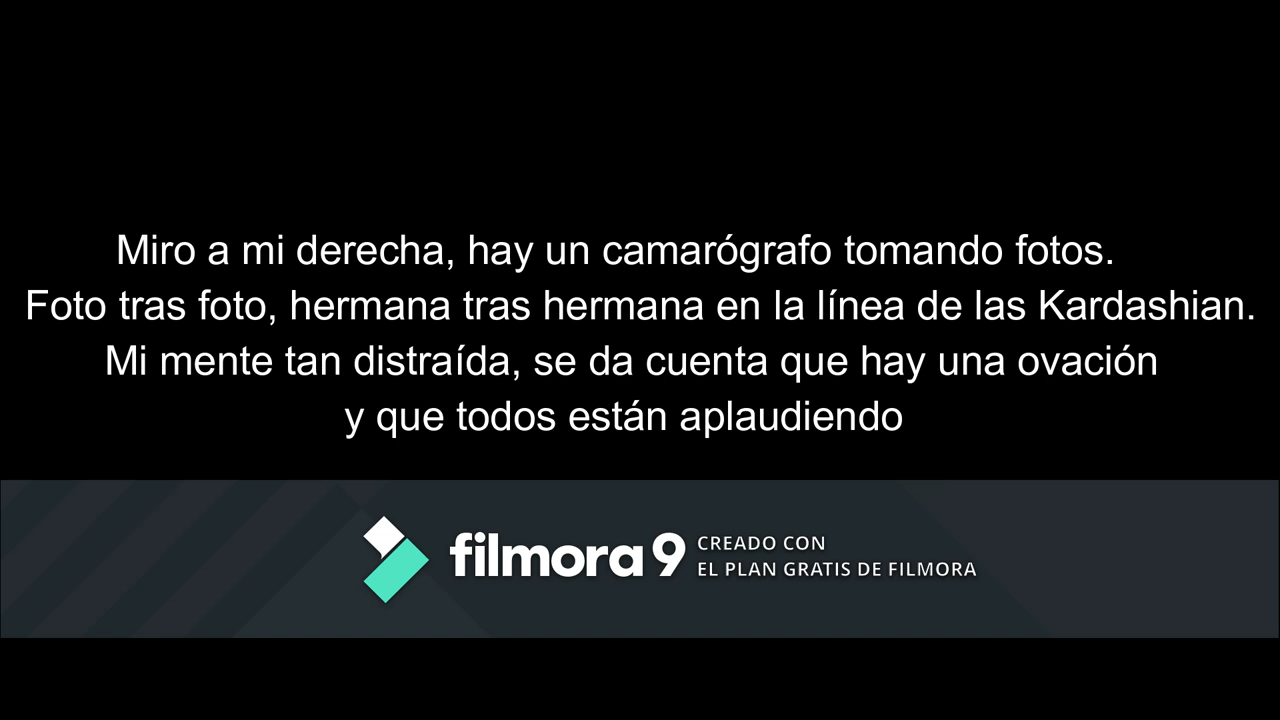 Miro a mi derecha, hay un camarógrafo tomando fotos.
Foto tras foto, hermana tras hermana en la línea de las Kardashian.
Mi mente tan distraída, se da cuenta que hay una ovación
y que todos están aplaudiendo
filmora 9
CREADO CON
EL PLAN GRATIS DE FILMORA